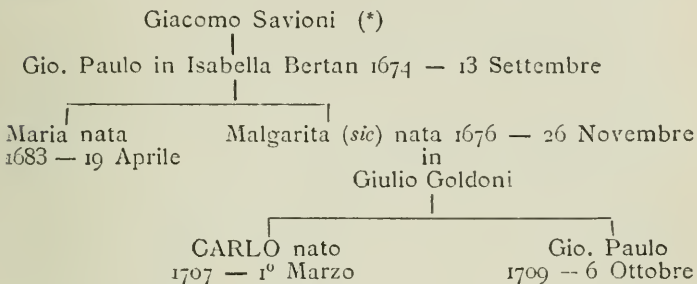 Giacomo Savioni (*)
Gio. Paulo in Isabella Bertan 1674 — 13 Settembre
Maria nata
1683 — 19 Aprile
Malgarita (sic) nata 1676 — 26 Novembre
in
Giulio Goldoni
CARLO nato
1707 — 1º Marzo
Gio. Paulo
1709 -- 6 Ottobre